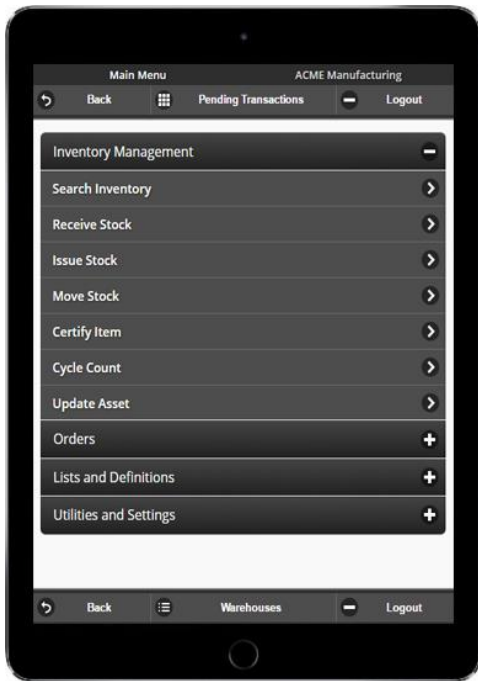 Main Menu ACME Manufacturing
Back Pending Transactions Logout
Inventory Management
Search Inventory
Receive Stock
Issue Stock
Move Stock
Certify Item
Cycle Count
Update Asset
Orders
Lists and Definitions
Utilities and Settings
Back Warehouses Logout